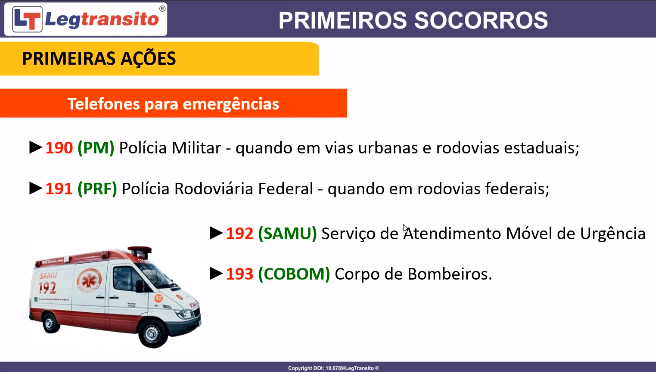 LT Legtransito®
PRIMEIROS SOCORROS
PRIMEIRAS AÇÕES
Telefones para emergências
►190 (PM) Polícia Militar - quando em vias urbanas e rodovias estaduais;
►191 (PRF) Polícia Rodoviária Federal - quando em rodovias federais;
►192 (SAMU) Serviço de Atendimento Móvel de Urgência
►193 (COBOM) Corpo de Bombeiros.
SAMU
192
Copyright DOI: 10.6789/LegTransito ®